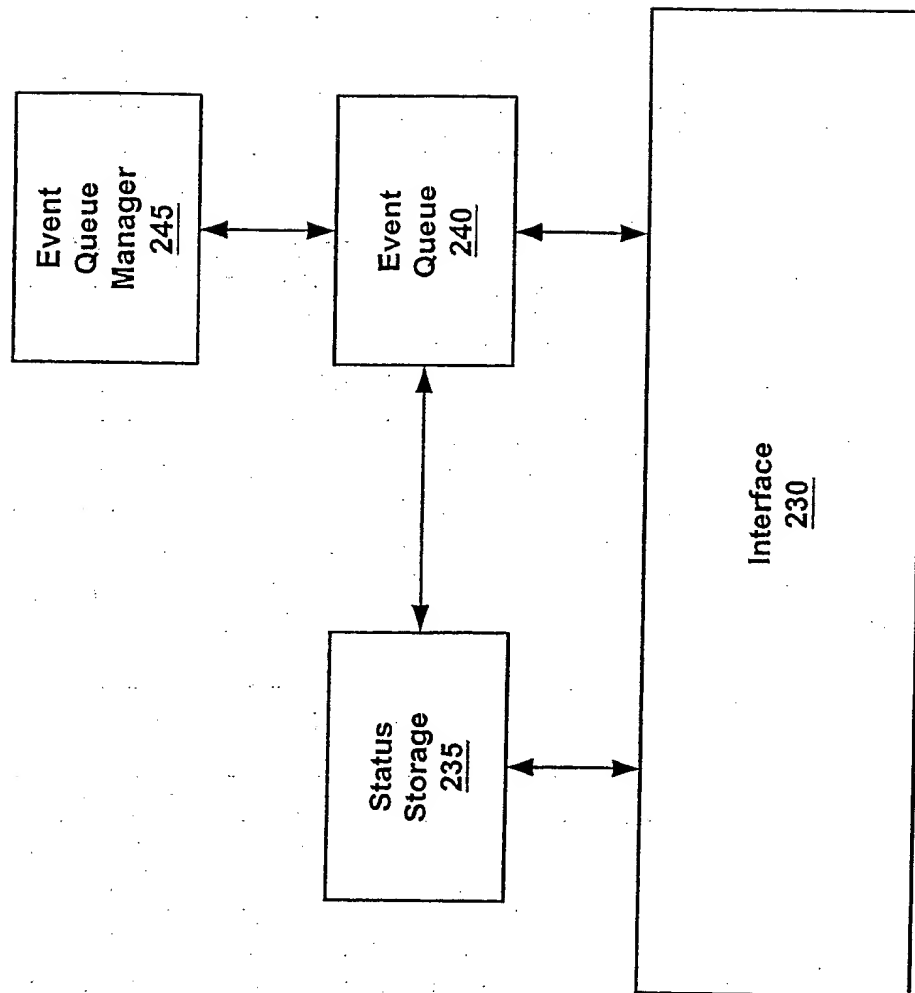 Event
Queue
Manager
245
Event
Queue
240
Status
Storage
235
Interface
230